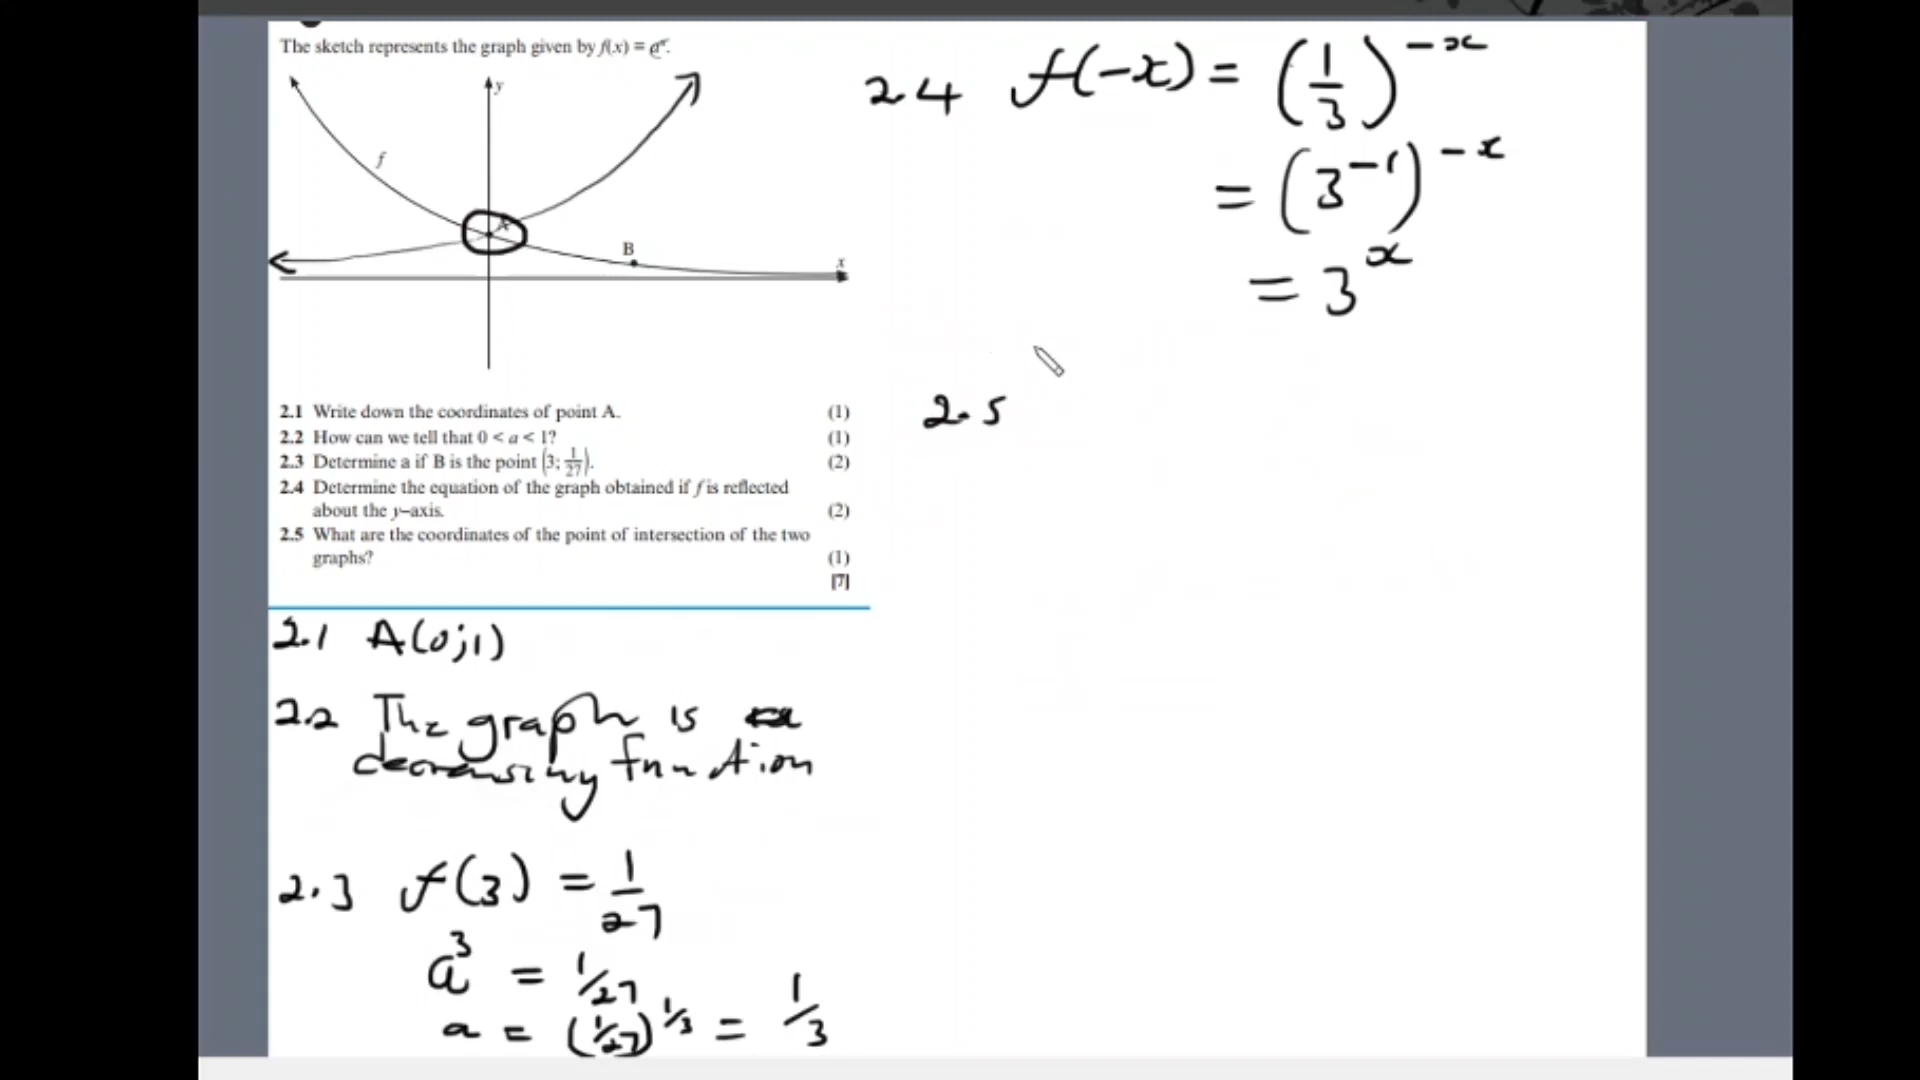 The sketch represents the graph given by f(x) = aˣ.
y
f
A
B
x
2.1 Write down the coordinates of point A. (1)
2.2 How can we tell that 0 < a < 1? (1)
2.3 Determine a if B is the point (3; 1/27). (2)
2.4 Determine the equation of the graph obtained if f is reflected
about the y–axis. (2)
2.5 What are the coordinates of the point of intersection of the two
graphs? (1)
[7]
2.1 A(0;1)
2.2 The graph is a
decreasing function
2.3 f(3) = 1/27
a³ = 1/27
a = (1/27)^1/3 = 1/3
2.4 f(-x) = (1/3)^-x
= (3^-1)^-x
= 3^x
2.5